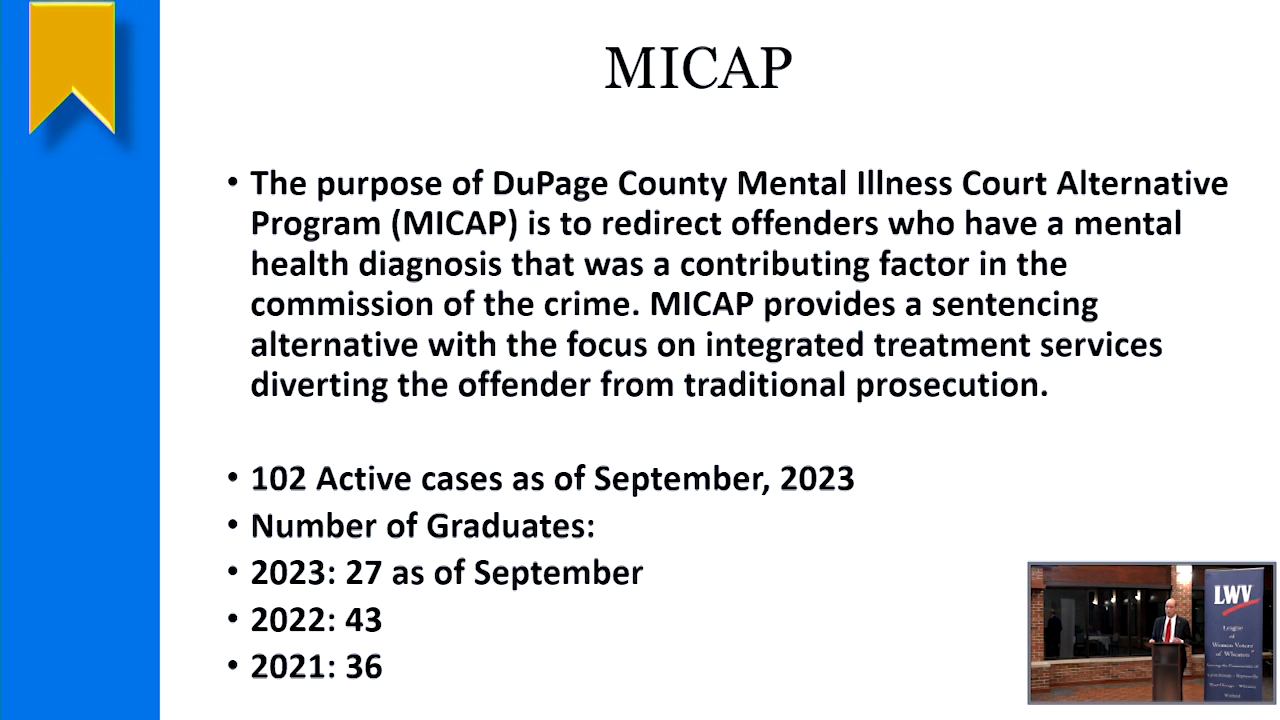 MICAP
• The purpose of DuPage County Mental Illness Court Alternative
Program (MICAP) is to redirect offenders who have a mental
health diagnosis that was a contributing factor in the
commission of the crime. MICAP provides a sentencing
alternative with the focus on integrated treatment services
diverting the offender from traditional prosecution.
• 102 Active cases as of September, 2023
• Number of Graduates:
• 2023: 27 as of September
• 2022: 43
• 2021: 36
LWV
League
of
Women Voters
of Wheaton